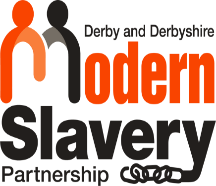 Derby and Derbyshire
Modern
Slavery
Partnership